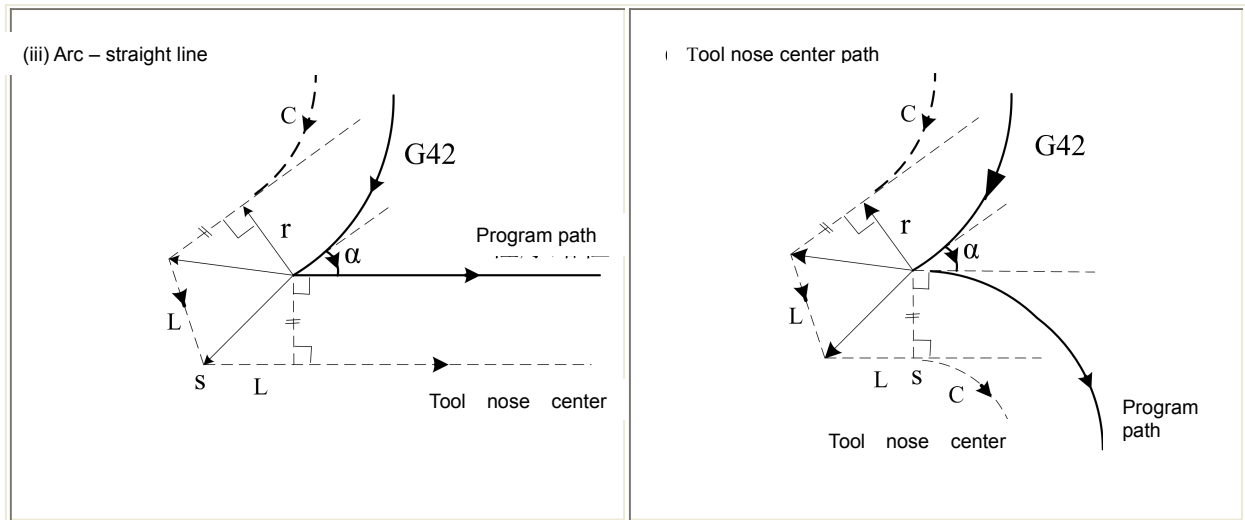 (iii) Arc – straight line
C
G42
r
α
Program path
L
s
L
Tool nose center
( Tool nose center path
C
G42
r
α
L
L
s
C
Program
path
Tool nose center